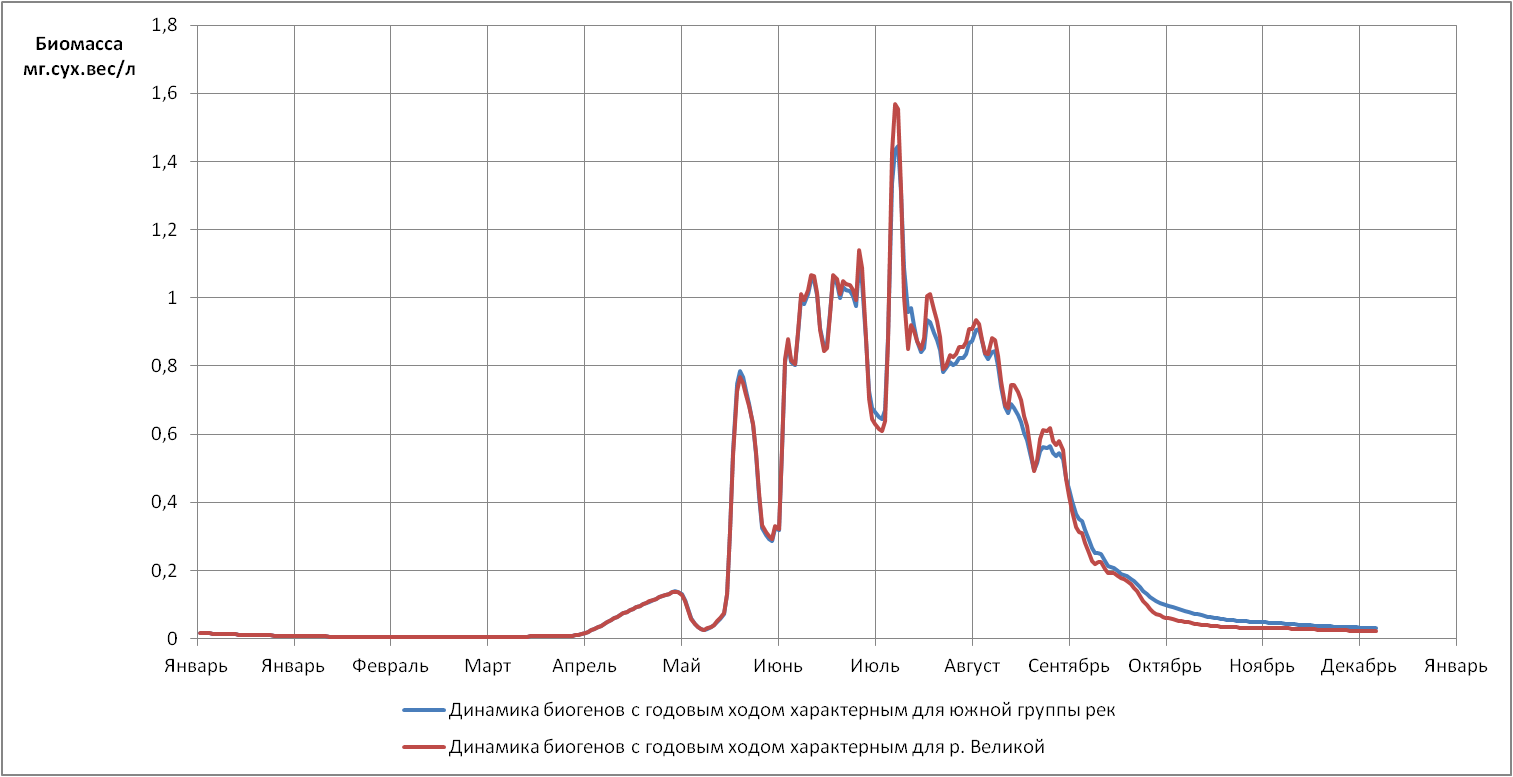 Биомасса
мг.сух.вес/л
1,8
1,6
1,4
1,2
1
0,8
0,6
0,4
0,2
0
Январь Январь Февраль Март Апрель Май Июнь Июль Август Сентябрь Октябрь Ноябрь Декабрь Январь
Динамика биогенов с годовым ходом характерным для южной группы рек
Динамика биогенов с годовым ходом характерным для р. Великой